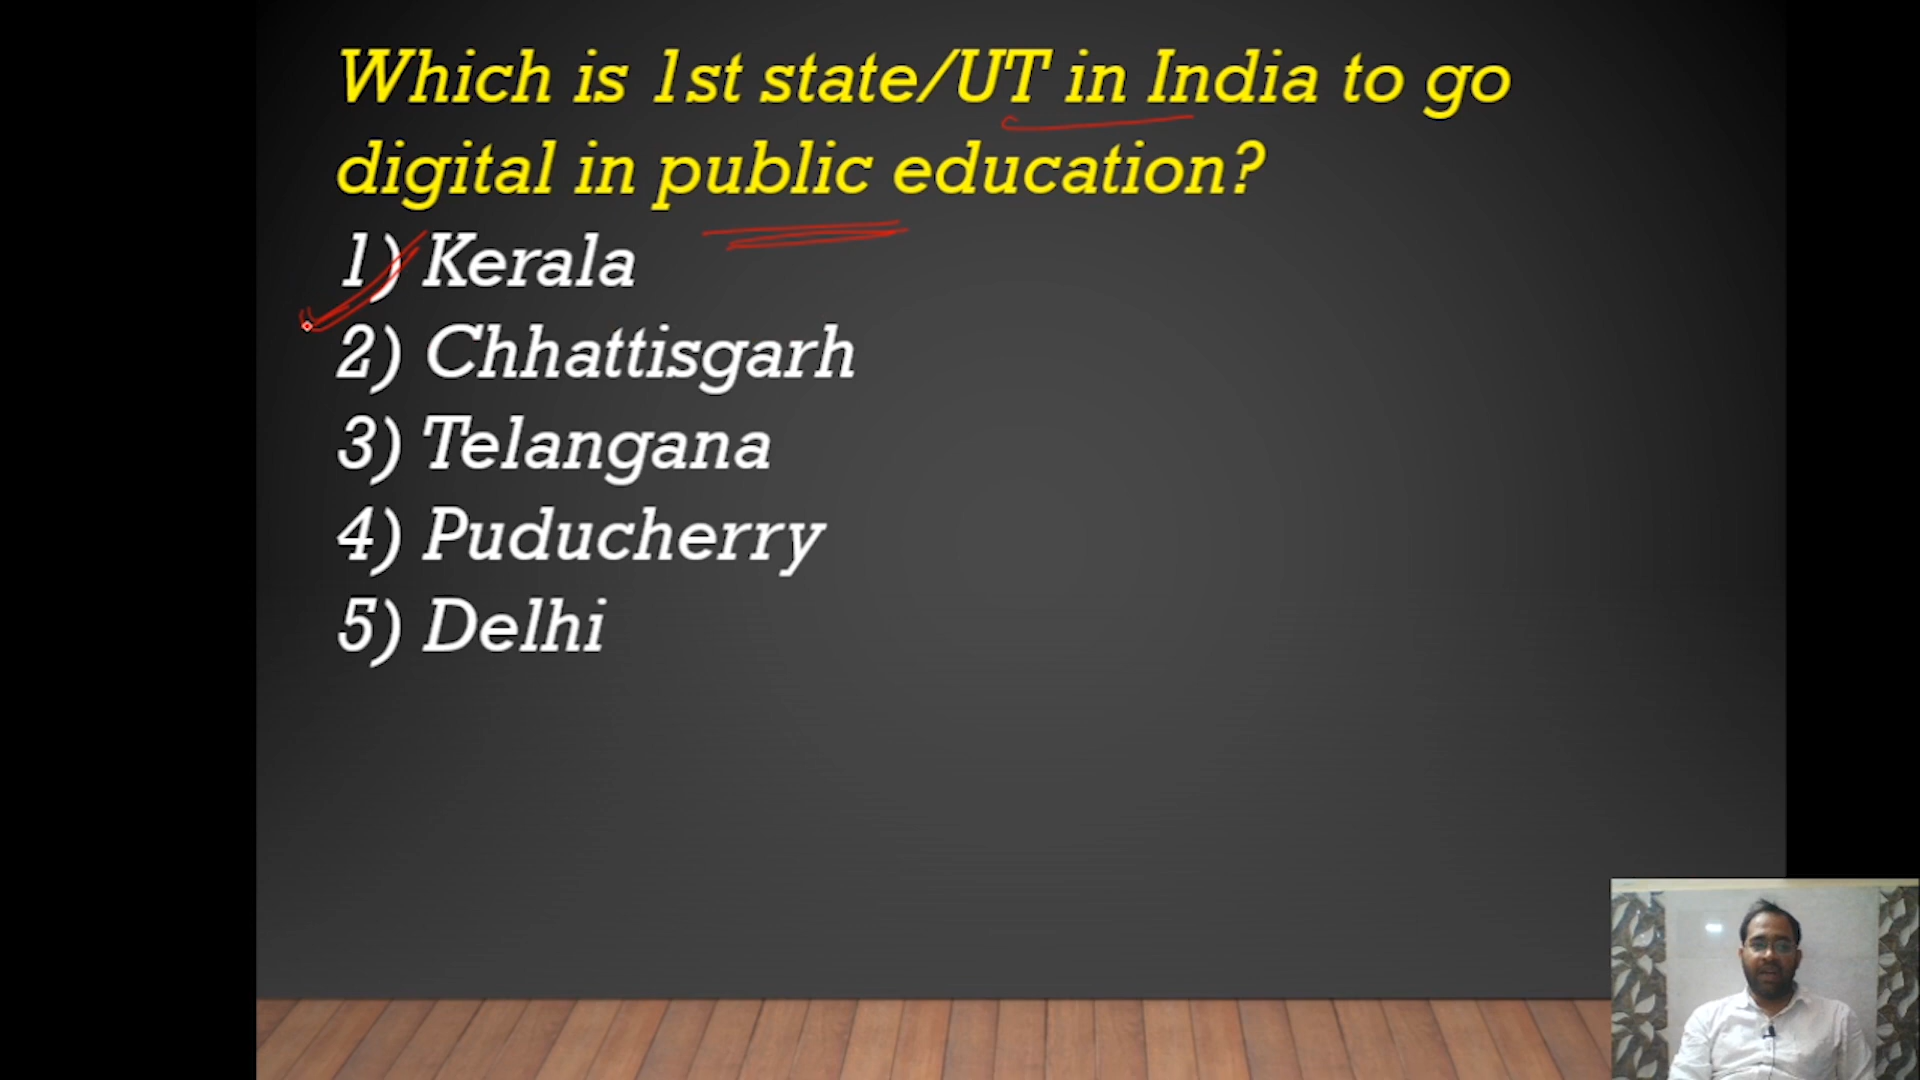 Which is 1st state/UT in India to go
digital in public education?
1) Kerala
2) Chhattisgarh
3) Telangana
4) Puducherry
5) Delhi